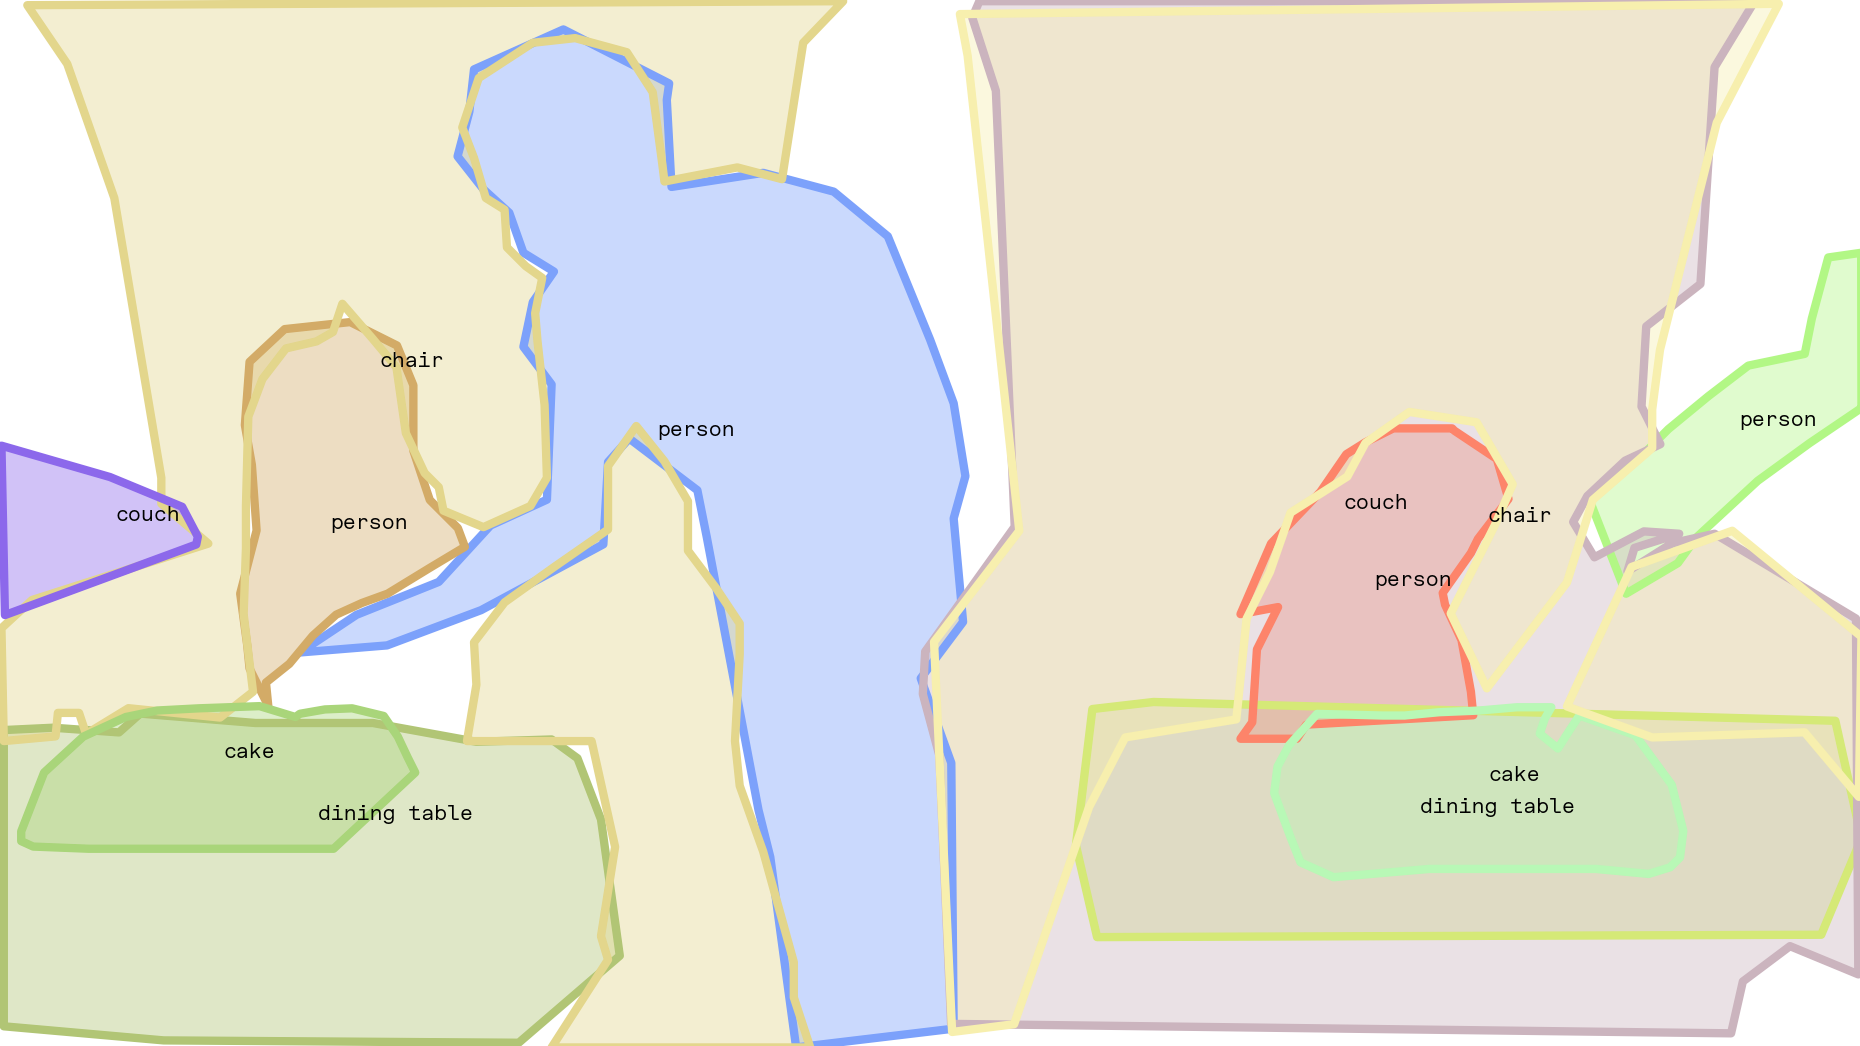 chair
person
person
couch
person
couch
chair
person
cake
dining table
cake
dining table